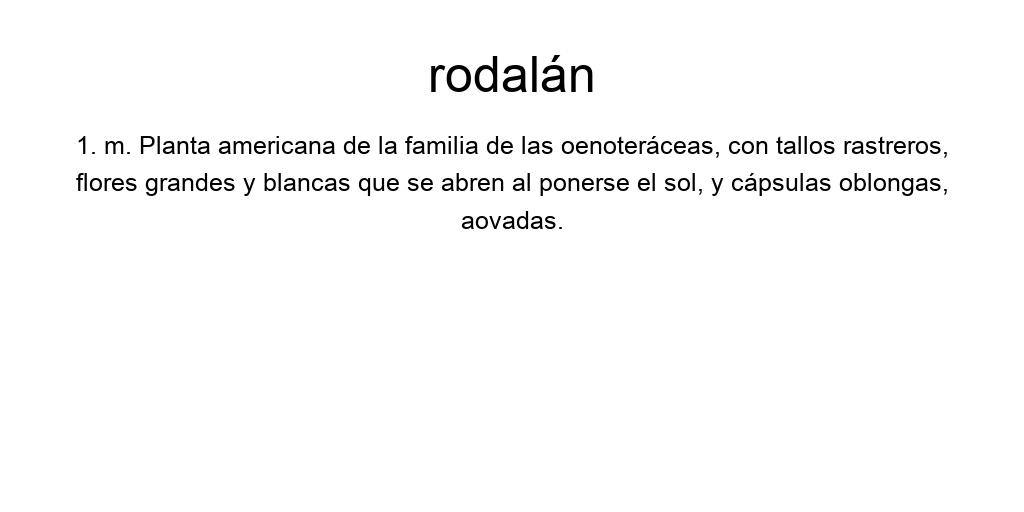 rodalán
1. m. Planta americana de la familia de las oenoteráceas, con tallos rastreros,
flores grandes y blancas que se abren al ponerse el sol, y cápsulas oblongas,
aovadas.